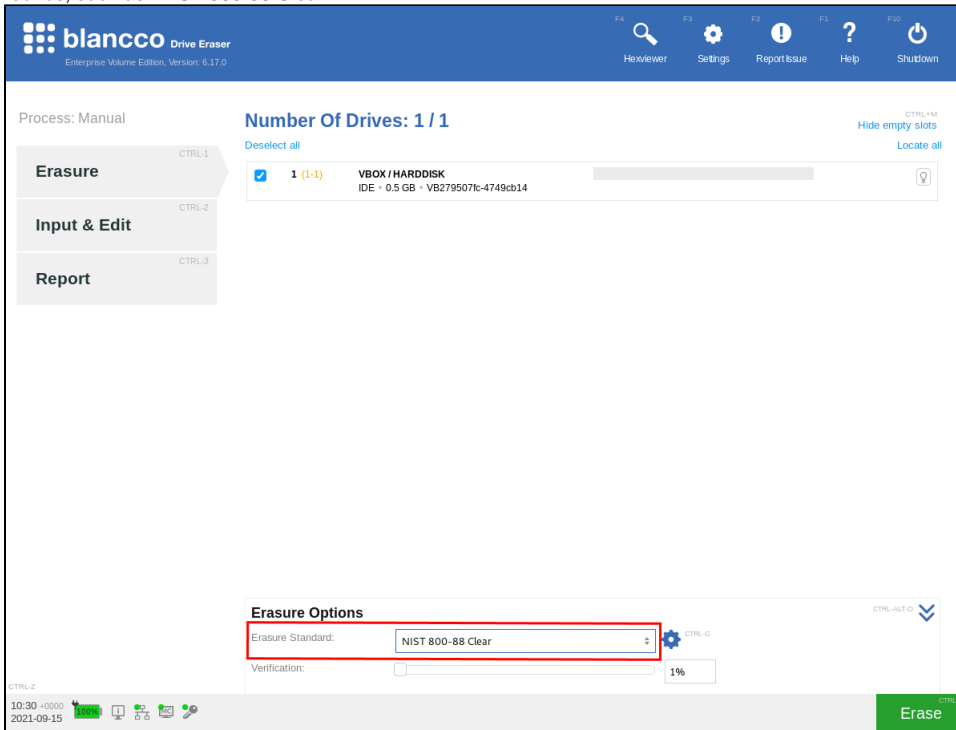 F4 F3 F2 F1 F10
blancco Drive Eraser
Enterprise Volume Edition, Version: 6.17.0
Hexviewer Settings Report Issue Help Shutdown
Process: Manual
Number Of Drives: 1 / 1
CTRL+M
Hide empty slots
Deselect all
Locate all
CTRL-1
Erasure
1 (1-1)
VBOX / HARDDISK
IDE • 0.5 GB • VB279507fc-4749cb14
CTRL-2
Input & Edit
CTRL-3
Report
Erasure Options
CTRL-ALT-O
Erasure Standard:
NIST 800-88 Clear
CTRL-G
Verification:
1%
CTRL-Z
10:30 +0000
2021-09-15
100%
MC
CTRL
Erase